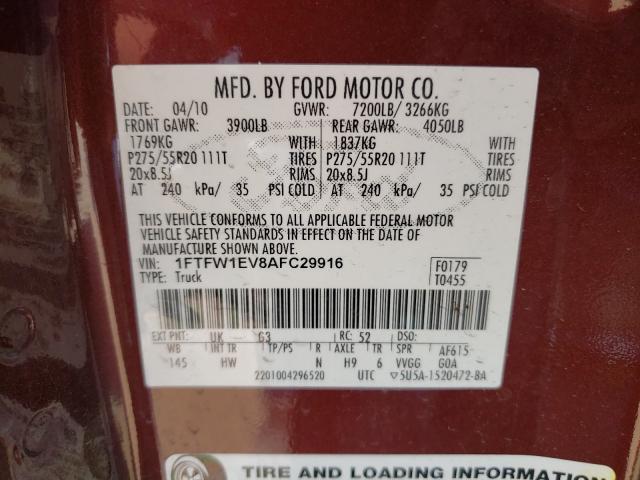 MFD. BY FORD MOTOR CO.
DATE: 04/10 GVWR: 7200LB/ 3266KG
FRONT GAWR: 3900LB REAR GAWR: 4050LB
1769KG WITH 1837KG WITH
P275/55R20 111T TIRES P275/55R20 111T TIRES
20x8.5J RIMS 20x8.5J RIMS
AT 240 kPa/ 35 PSI COLD AT 240 kPa/ 35 PSI COLD
THIS VEHICLE CONFORMS TO ALL APPLICABLE FEDERAL MOTOR
VEHICLE SAFETY STANDARDS IN EFFECT ON THE DATE OF
MANUFACTURE SHOWN ABOVE.
VIN: 1FTFW1EV8AFC29916 F0179
TYPE: Truck T0455
EXT PNT: UK G3 RC: 52 DSO:
WB INT TR TP/PS R AXLE TR SPR AF615
145 HW N H9 6 VVGG GOA
2201004296520 UTC ▽5U5A-1520472-BA
TIRE AND LOADING INFORMATION